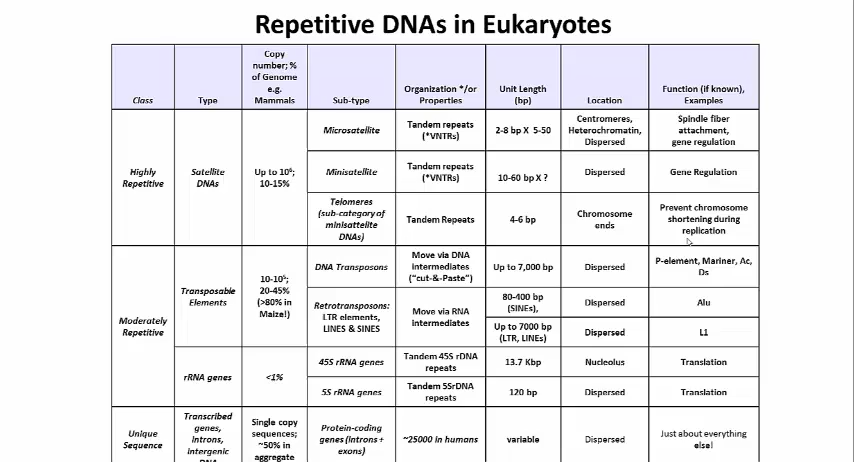 Repetitive DNAs in Eukaryotes
Class
Type
Copy
number; %
of Genome
e.g.
Mammals
Sub-type
Organization */or
Properties
Unit Length
(bp)
Location
Function (if known),
Examples
Highly
Repetitive
Satellite
DNAs
Up to 10⁶;
10-15%
Microsatellite
Tandem repeats
(*VNTRs)
2-8 bp X 5-50
Centromeres,
Heterochromatin,
Dispersed
Spindle fiber
attachment,
gene regulation
Minisatellite
Tandem repeats
(*VNTRs)
10-60 bp X ?
Dispersed
Gene Regulation
Telomeres
(sub-category of
minisattelite
DNAs)
Tandem Repeats
4-6 bp
Chromosome
ends
Prevent chromosome
shortening during
replication
Moderately
Repetitive
Transposable
Elements
10-10⁵;
20-45%
(>80% in
Maize!)
DNA Transposons
Move via DNA
intermediates
("cut-&-Paste")
Up to 7,000 bp
Dispersed
P-element, Mariner, Ac,
Ds
Retrotransposons:
LTR elements,
LINES & SINES
Move via RNA
intermediates
80-400 bp
(SINEs),
Dispersed
Alu
Up to 7000 bp
(LTR, LINEs)
Dispersed
L1
rRNA genes
<1%
45S rRNA genes
Tandem 45S rDNA
repeats
13.7 Kbp
Nucleolus
Translation
5S rRNA genes
Tandem 5SrDNA
repeats
120 bp
Dispersed
Translation
Unique
Sequence
Transcribed
genes,
introns,
intergenic
DNA
Single copy
sequences;
~50% in
aggregate
Protein-coding
genes (introns +
exons)
~25000 in humans
variable
Dispersed
Just about everything
else!